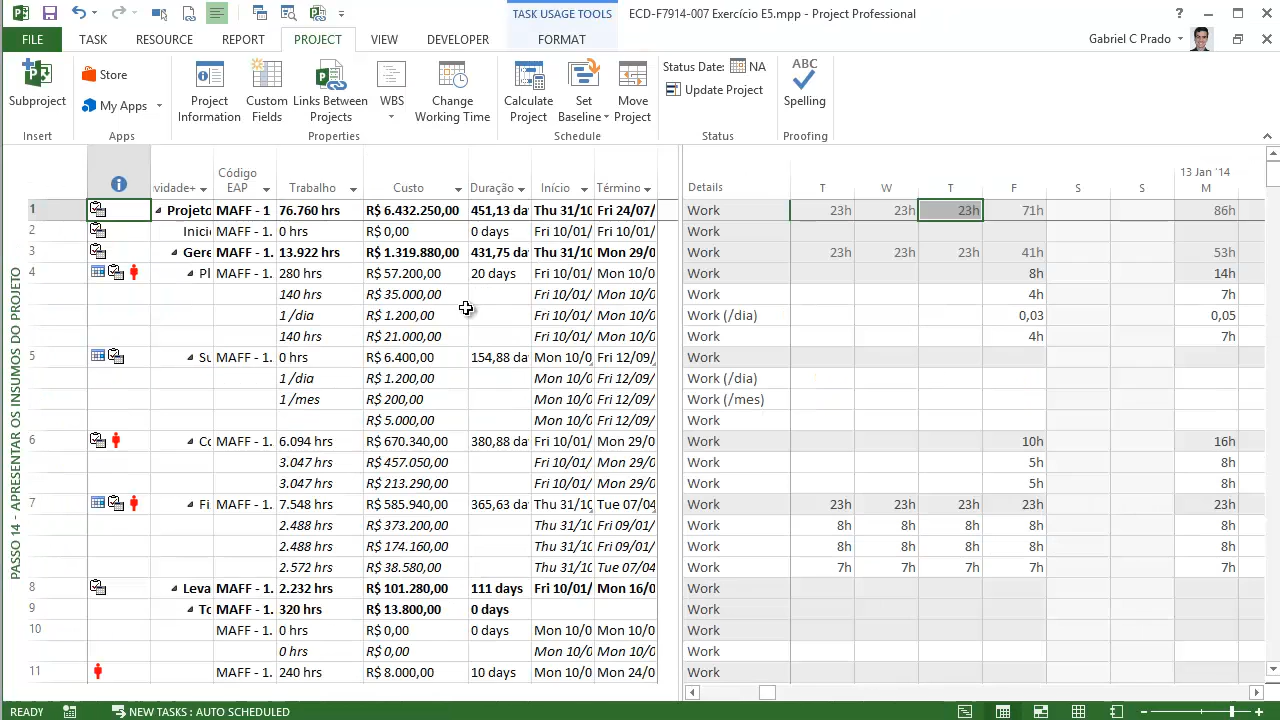 TASK USAGE TOOLS
ECD-F7914-007 Exercício E5.mpp - Project Professional
FILE TASK RESOURCE REPORT PROJECT VIEW DEVELOPER FORMAT
Gabriel C Prado
Subproject
Store
My Apps
Project Information
Custom Fields
Links Between Projects
WBS
Change Working Time
Calculate Project
Set Baseline
Move Project
Status Date: NA
Update Project
ABC
Spelling
Insert Apps Properties Schedule Status Proofing
vidade+ Código EAP Trabalho Custo Duração Início Término
Details T W T F S S 13 Jan '14 M
1 Projeto MAFF - 1 76.760 hrs R$ 6.432.250,00 451,13 da Thu 31/10 Fri 24/07/ Work 23h 23h 23h 71h 86h
2 Iníci MAFF - 1. 0 hrs R$ 0,00 0 days Fri 10/01/ Fri 10/01/ Work
3 Gere MAFF - 1. 13.922 hrs R$ 1.319.880,00 431,75 da Thu 31/10 Mon 29/0 Work 23h 23h 23h 41h 53h
4 Pl MAFF - 1. 280 hrs R$ 57.200,00 20 days Fri 10/01/ Mon 10/0 Work 8h 14h
140 hrs R$ 35.000,00 Fri 10/01/ Mon 10/0 Work 4h 7h
1 /dia R$ 1.200,00 Fri 10/01/ Mon 10/0 Work (/dia) 0,03 0,05
140 hrs R$ 21.000,00 Fri 10/01/ Mon 10/0 Work 4h 7h
5 Su MAFF - 1. 0 hrs R$ 6.400,00 154,88 da Mon 10/0 Fri 12/09/ Work
1 /dia R$ 1.200,00 Mon 10/0 Fri 12/09/ Work (/dia)
1 /mes R$ 200,00 Mon 10/0 Fri 12/09/ Work (/mes)
R$ 5.000,00 Mon 10/0 Fri 12/09/ Work
6 Co MAFF - 1. 6.094 hrs R$ 670.340,00 380,88 da Fri 10/01/ Mon 29/0 Work 10h 16h
3.047 hrs R$ 457.050,00 Fri 10/01/ Mon 29/0 Work 5h 8h
3.047 hrs R$ 213.290,00 Fri 10/01/ Mon 29/0 Work 5h 8h
7 Fi. MAFF - 1. 7.548 hrs R$ 585.940,00 365,63 da Thu 31/10 Tue 07/04 Work 23h 23h 23h 23h 23h
2.488 hrs R$ 373.200,00 Thu 31/10 Fri 09/01/ Work 8h 8h 8h 8h 8h
2.488 hrs R$ 174.160,00 Thu 31/10 Fri 09/01/ Work 8h 8h 8h 8h 8h
2.572 hrs R$ 38.580,00 Thu 31/10 Tue 07/04 Work 7h 7h 7h 7h 7h
8 Leva MAFF - 1. 2.232 hrs R$ 101.280,00 111 days Fri 10/01/ Mon 16/0 Work
9 To MAFF - 1. 320 hrs R$ 13.800,00 0 days Work
10 MAFF - 1. 0 hrs R$ 0,00 0 days Mon 10/0 Mon 10/0 Work
0 hrs R$ 0,00 Mon 10/0 Mon 10/0 Work
11 MAFF - 1. 240 hrs R$ 8.000,00 10 days Mon 10/0 Mon 24/0 Work
PASSO 14 - APRESENTAR OS INSUMOS DO PROJETO
READY NEW TASKS : AUTO SCHEDULED